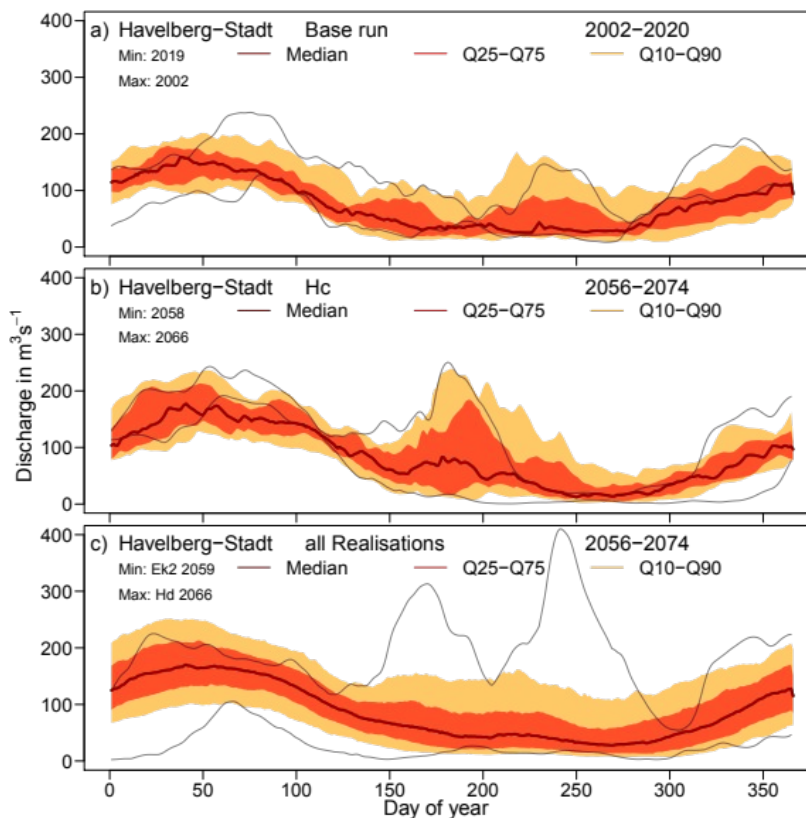 a) Havelberg−Stadt Base run 2002−2020
Min: 2019 Median Q25−Q75 Q10−Q90
Max: 2002
400
300
200
100
0
b) Havelberg−Stadt Hc 2056−2074
Min: 2058 Median Q25−Q75 Q10−Q90
Max: 2066
400
300
200
100
0
Discharge in m³s⁻¹
c) Havelberg−Stadt all Realisations 2056−2074
Min: Ek2 2059 Median Q25−Q75 Q10−Q90
Max: Hd 2066
400
300
200
100
0
0 50 100 150 200 250 300 350
Day of year